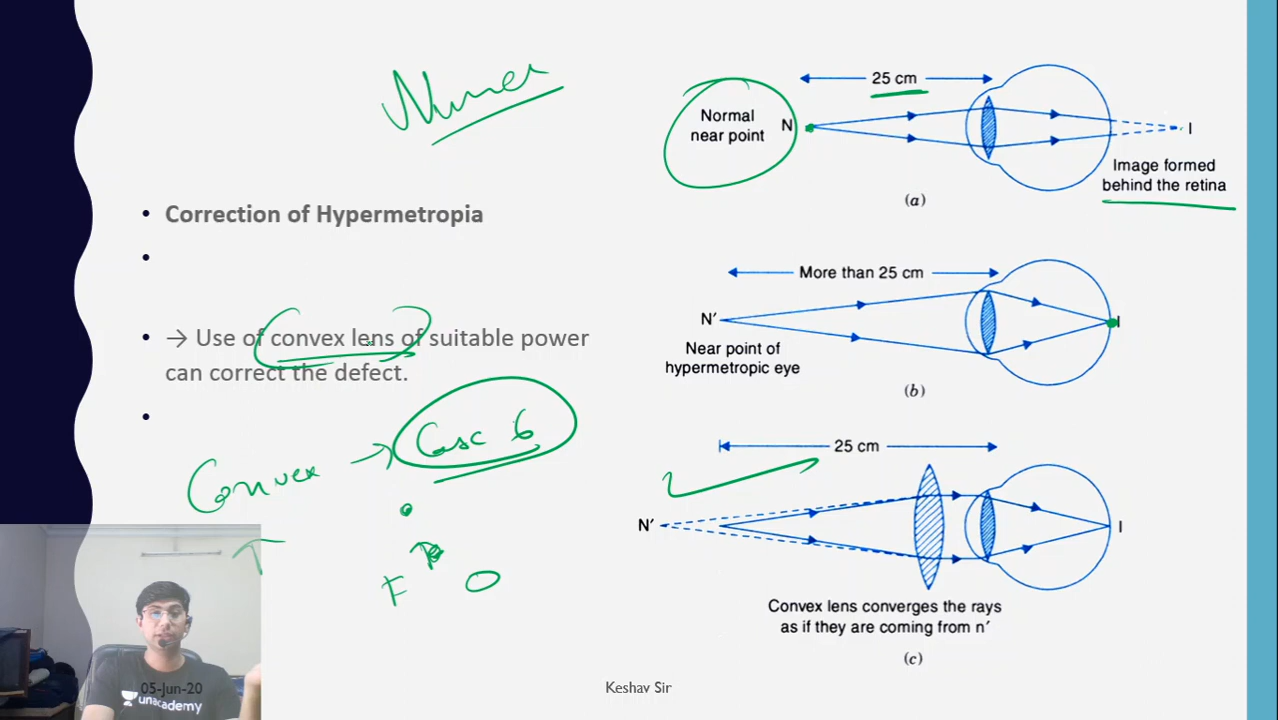 Numer
• Correction of Hypermetropia
•
• → Use of convex lens of suitable power
can correct the defect.
•
Convex → Case 6
F O
25 cm
Normal
near point
N
I
Image formed
behind the retina
(a)
More than 25 cm
N′
I
Near point of
hypermetropic eye
(b)
25 cm
N′
I
Convex lens converges the rays
as if they are coming from n′
(c)
05-Jun-20
unacademy
Keshav Sir